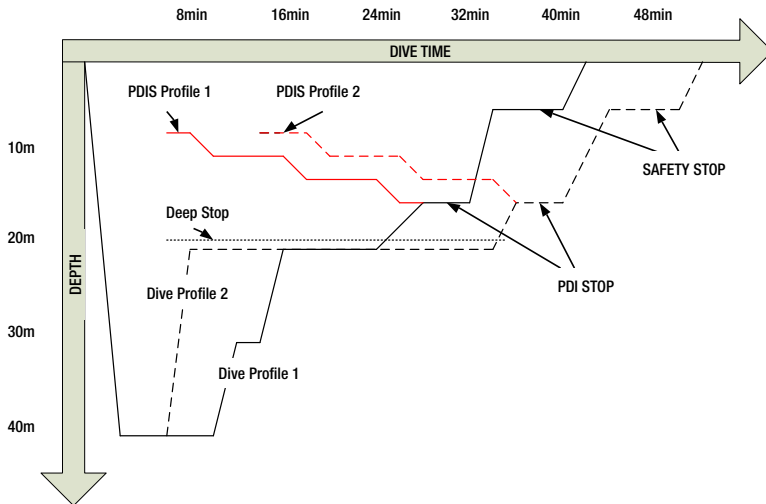 8min 16min 24min 32min 40min 48min
DIVE TIME
PDIS Profile 1 PDIS Profile 2
10m
SAFETY STOP
Deep Stop
20m
DEPTH
PDI STOP
Dive Profile 2
30m
Dive Profile 1
40m